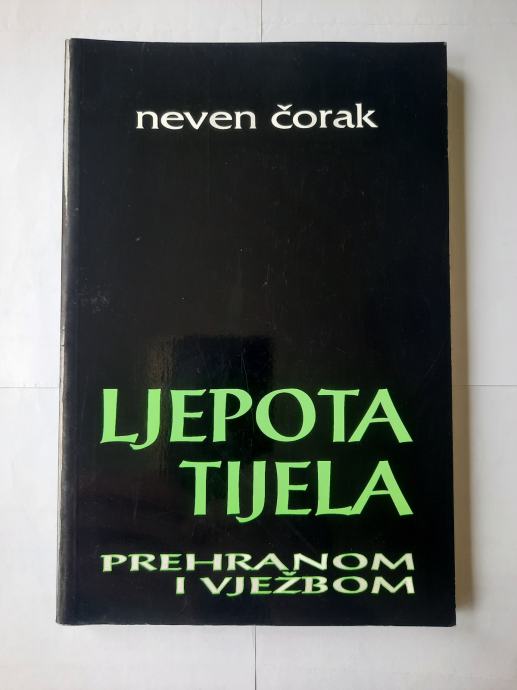 neven čorak
LJEPOTA
TIJELA
PREHRANOM
I VJEŽBOM